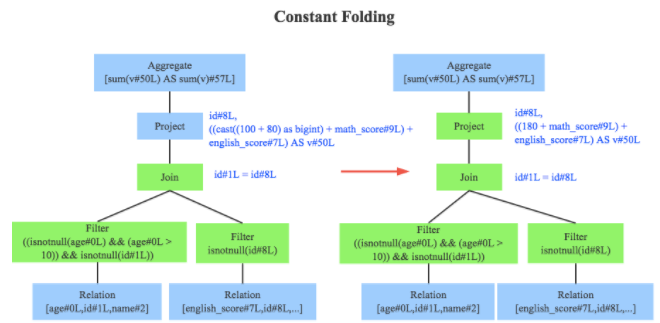 Constant Folding
Aggregate
[sum(v#50L) AS sum(v)#57L]
Project
id#8L,
((cast((100 + 80) as bigint) + math_score#9L) +
english_score#7L) AS v#50L
Join
id#1L = id#8L
Filter
((isnotnull(age#0L) && (age#0L >
10)) && isnotnull(id#1L))
Filter
isnotnull(id#8L)
Relation
[age#0L,id#1L,name#2]
Relation
[english_score#7L,id#8L,...]
Aggregate
[sum(v#50L) AS sum(v)#57L]
Project
id#8L,
((180 + math_score#9L) +
english_score#7L) AS v#50L
Join
id#1L = id#8L
Filter
((isnotnull(age#0L) && (age#0L >
10)) && isnotnull(id#1L))
Filter
isnotnull(id#8L)
Relation
[age#0L,id#1L,name#2]
Relation
[english_score#7L,id#8L,...]